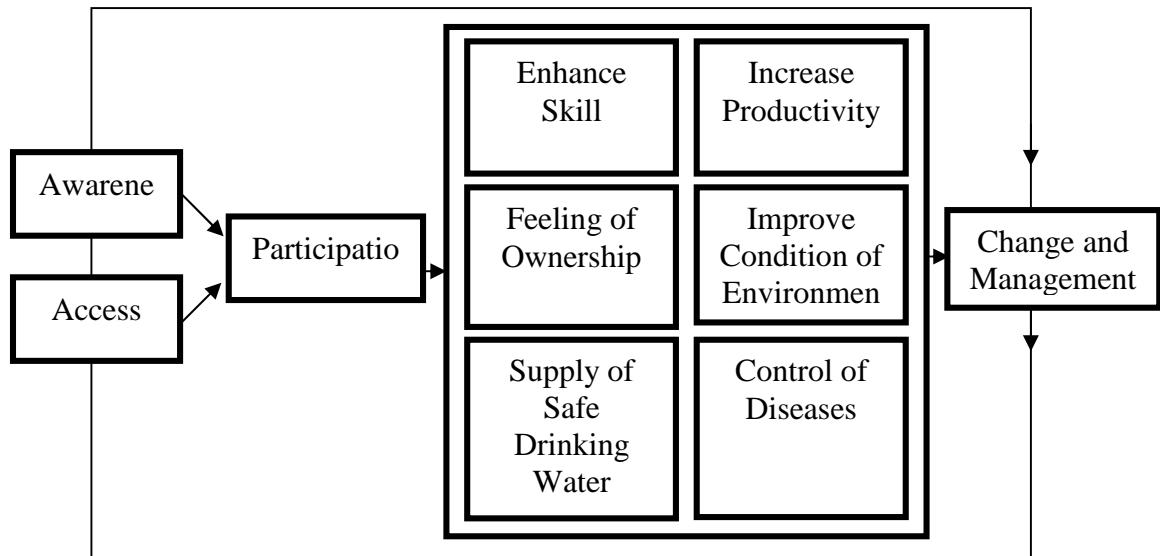 Awarene
Access
Participatio
Enhance
Skill
Increase
Productivity
Feeling of
Ownership
Improve
Condition of
Environmen
Supply of
Safe
Drinking
Water
Control of
Diseases
Change and
Management